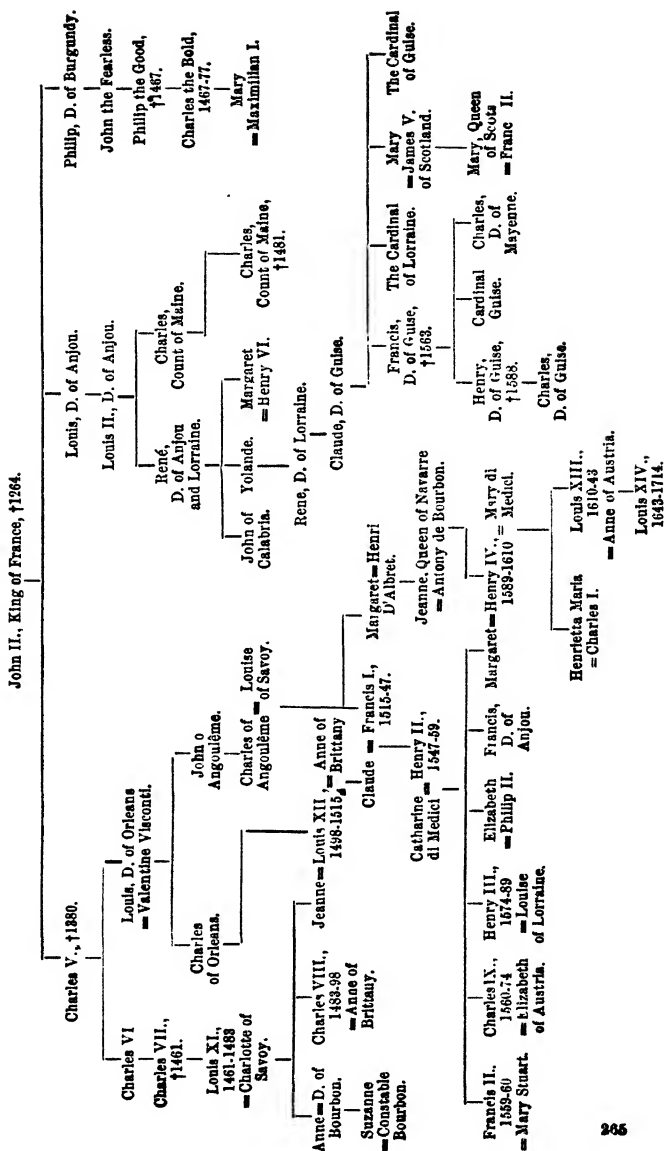 John II., King of France, †1264.
Charles V., †1380.
Louis, D. of Anjou.
Philip, D. of Burgundy.
John the Fearless.
Philip the Good,
†1467.
Charles the Bold,
1467-77.
Mary
= Maximilian I.
Louis II., D. of Anjou.
René,
D. of Anjou
and Lorraine.
Charles,
Count of Maine.
Charles,
Count of Maine,
†1481.
John of
Calabria.
Yolande.
Margaret
= Henry VI.
Rene, D. of Lorraine.
Claude, D. of Guise.
Francis,
D. of Guise,
†1563.
The Cardinal
of Lorraine.
Mary
= James V.
of Scotland.
The Cardinal
of Guise.
Mary, Queen
of Scots
= Franc II.
Henry,
D. of Guise,
†1588.
Cardinal
Guise.
Charles,
D. of
Mayenne.
Charles,
D. of Guise.
Charles VI
Charles VII.,
†1461.
Louis XI.,
1461-1483
= Charlotte of
Savoy.
Louis, D. of Orleans
= Valentine Visconti.
Charles
of Orleans.
John o
Angoulême.
Charles of = Louise
Angoulême of Savoy.
Anne = D. of
Bourbon.
Suzanne
= Constable
Bourbon.
Charles VIII.,
1483-98
= Anne of
Brittany.
Jeanne = Louis XII., = Anne of
1498-1515 Brittany
Claude = Francis I.,
1515-47.
Margaret = Henri
D'Albret.
Jeanne. Queen of Navarre
= Antony de Bourbon.
Catharine = Henry II.,
di Medici 1547-59.
Francis II.,
1559-60
= Mary Stuart.
Charles IX.,
1560-74
= Elizabeth
of Austria.
Henry III.,
1574-89
= Louise
of Lorraine.
Elizabeth
= Philip II.
Francis,
D. of
Anjou.
Margaret = Henry IV., = Mary di
1589-1610 Medici.
Henrietta Maria
= Charles I.
Louis XIII.,
1610-43
= Anne of Austria.
Louis XIV.,
1643-1714.
265